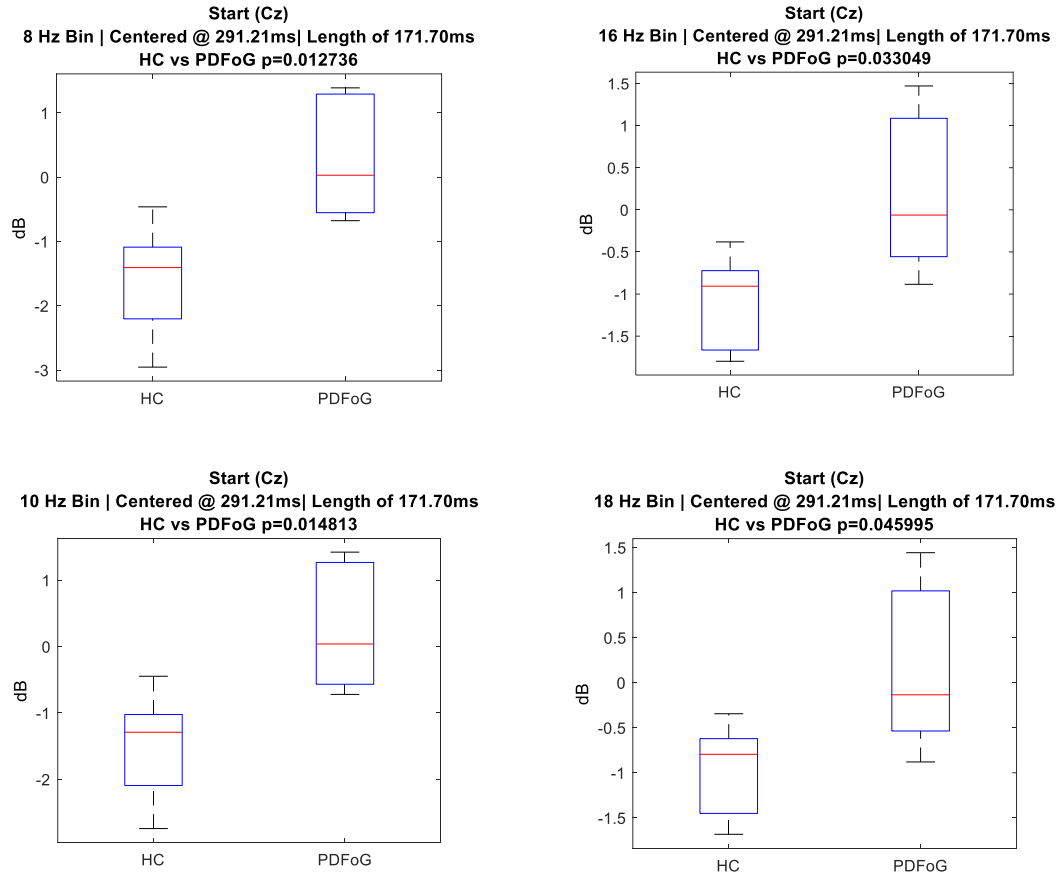 Start (Cz)
8 Hz Bin | Centered @ 291.21ms| Length of 171.70ms
HC vs PDFoG p=0.012736
1
0
-1
-2
-3
dB
HC
PDFoG
Start (Cz)
16 Hz Bin | Centered @ 291.21ms| Length of 171.70ms
HC vs PDFoG p=0.033049
1.5
1
0.5
0
-0.5
-1
-1.5
dB
HC
PDFoG
Start (Cz)
10 Hz Bin | Centered @ 291.21ms| Length of 171.70ms
HC vs PDFoG p=0.014813
1
0
-1
-2
dB
HC
PDFoG
Start (Cz)
18 Hz Bin | Centered @ 291.21ms| Length of 171.70ms
HC vs PDFoG p=0.045995
1.5
1
0.5
0
-0.5
-1
-1.5
dB
HC
PDFoG